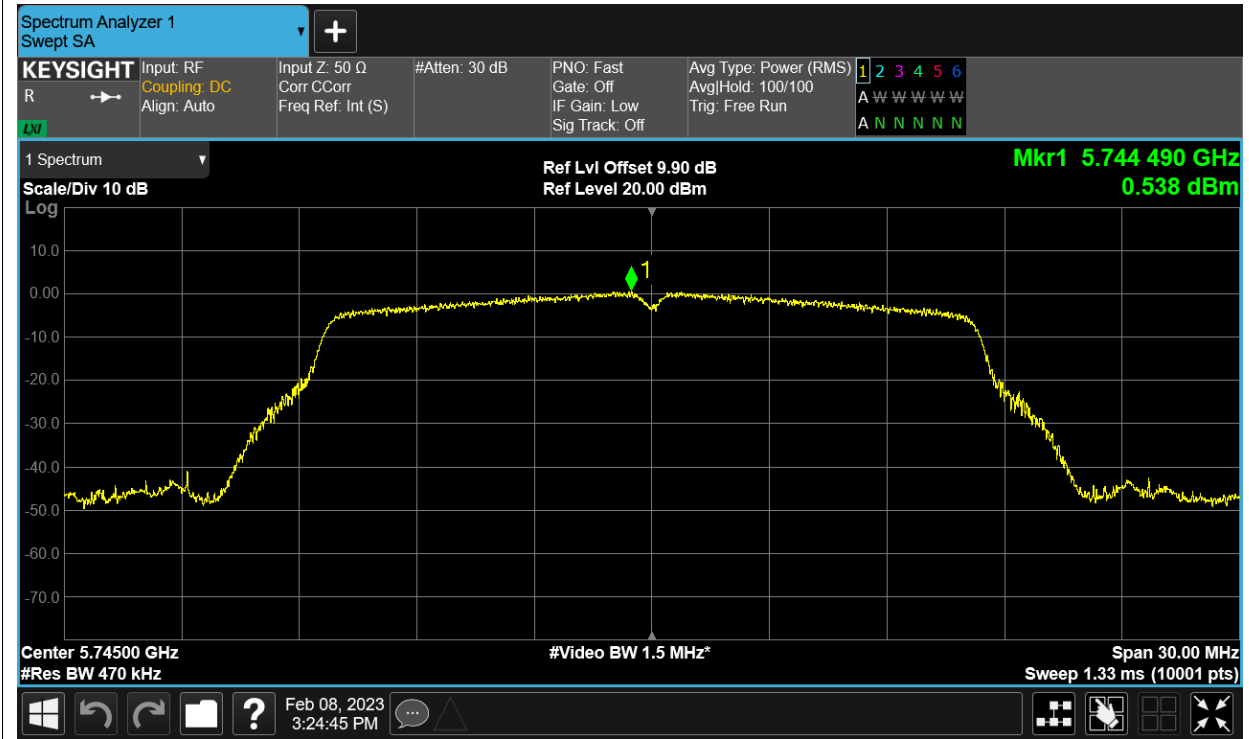 Spectrum Analyzer 1
Swept SA
+
KEYSIGHT
R
LXI
Input: RF
Coupling: DC
Align: Auto
Input Z: 50 Ω
Corr CCorr
Freq Ref: Int (S)
#Atten: 30 dB
PNO: Fast
Gate: Off
IF Gain: Low
Sig Track: Off
Avg Type: Power (RMS)
Avg|Hold: 100/100
Trig: Free Run
1 2 3 4 5 6
A W W W W W
A N N N N N
1 Spectrum
Scale/Div 10 dB
Log
Ref Lvl Offset 9.90 dB
Ref Level 20.00 dBm
Mkr1 5.744 490 GHz
0.538 dBm
1
10.0
0.00
-10.0
-20.0
-30.0
-40.0
-50.0
-60.0
-70.0
Center 5.74500 GHz
#Res BW 470 kHz
#Video BW 1.5 MHz*
Span 30.00 MHz
Sweep 1.33 ms (10001 pts)
?
Feb 08, 2023
3:24:45 PM